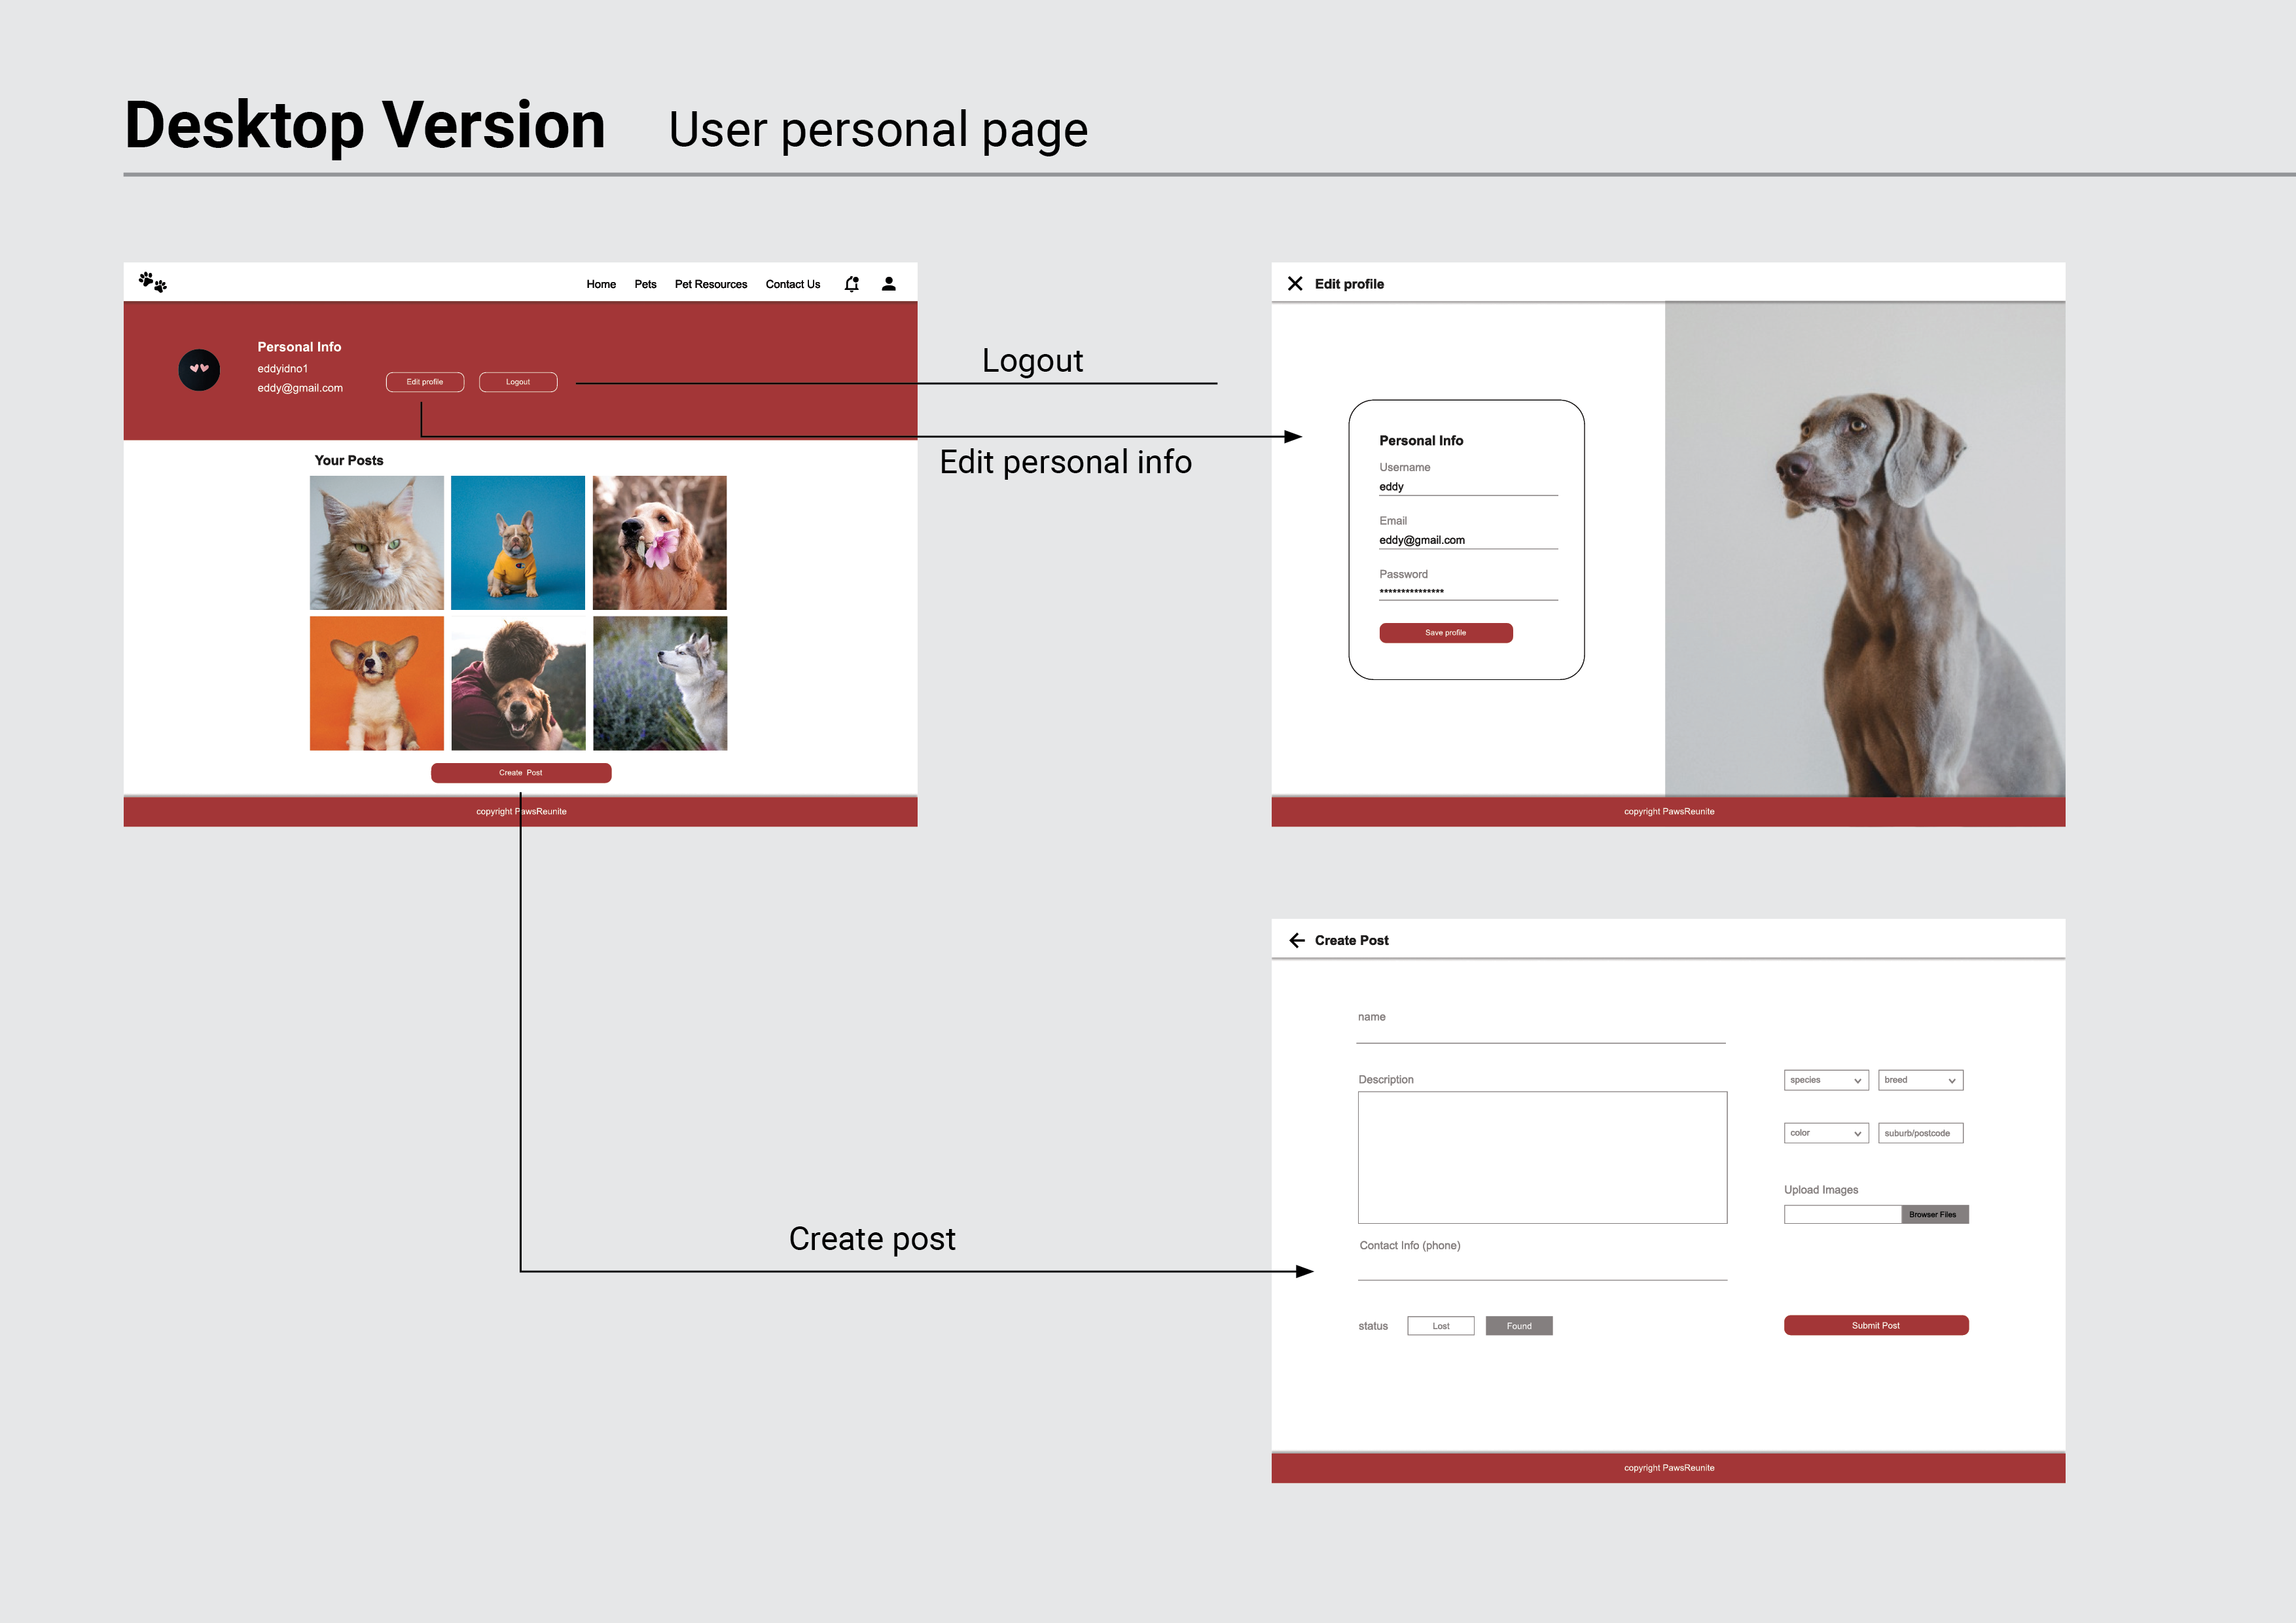 Desktop Version User personal page
Home Pets Pet Resources Contact Us
Personal Info
eddyidno1
eddy@gmail.com
Edit profile Logout
Your Posts
Create Post
copyright PawsReunite
Logout
Edit personal info
Edit profile
Personal Info
Username
eddy
Email
eddy@gmail.com
Password
***************
Save profile
copyright PawsReunite
Create post
Create Post
name
Description
Contact Info (phone)
status Lost Found
species breed
color suburb/postcode
Upload Images
Browser Files
Submit Post
copyright PawsReunite